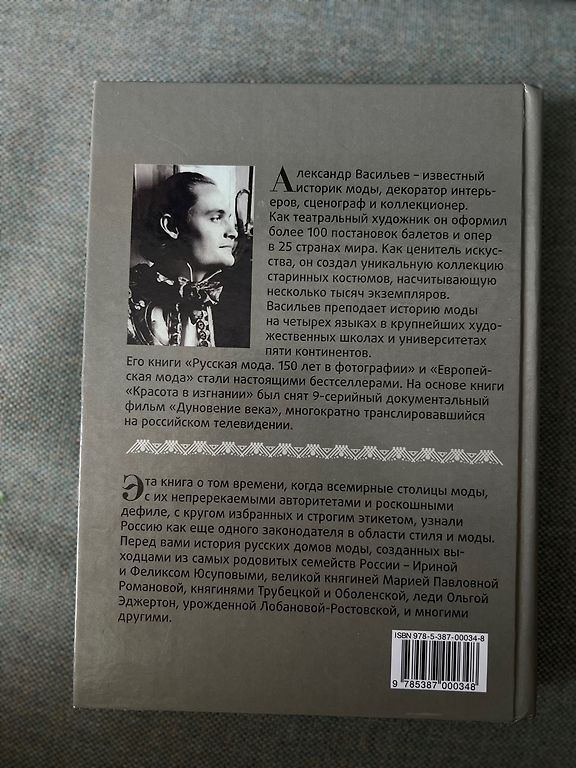 Александр Васильев – известный
историк моды, декоратор интерь-
еров, сценограф и коллекционер.
Как театральный художник он оформил
более 100 постановок балетов и опер
в 25 странах мира. Как ценитель искус-
ства, он создал уникальную коллекцию
старинных костюмов, насчитывающую
несколько тысяч экземпляров.
Васильев преподает историю моды
на четырех языках в крупнейших худо-
жественных школах и университетах
пяти континентов.
Его книги «Русская мода. 150 лет в фотографии» и «Европей-
ская мода» стали настоящими бестселлерами. На основе книги
«Красота в изгнании» был снят 9-серийный документальный
фильм «Дуновение века», многократно транслировавшийся
на российском телевидении.
Эта книга о том времени, когда всемирные столицы моды,
с их непререкаемыми авторитетами и роскошными
дефиле, с кругом избранных и строгим этикетом, узнали
Россию как еще одного законодателя в области стиля и моды.
Перед вами история русских домов моды, созданных вы-
ходцами из самых родовитых семейств России – Ириной
и Феликсом Юсуповыми, великой княгиней Марией Павловной
Романовой, княгинями Трубецкой и Оболенской, леди Ольгой
Эджертон, урожденной Лобановой-Ростовской, и многими
другими.
ISBN 978-5-387-00034-8
9 785387 000348